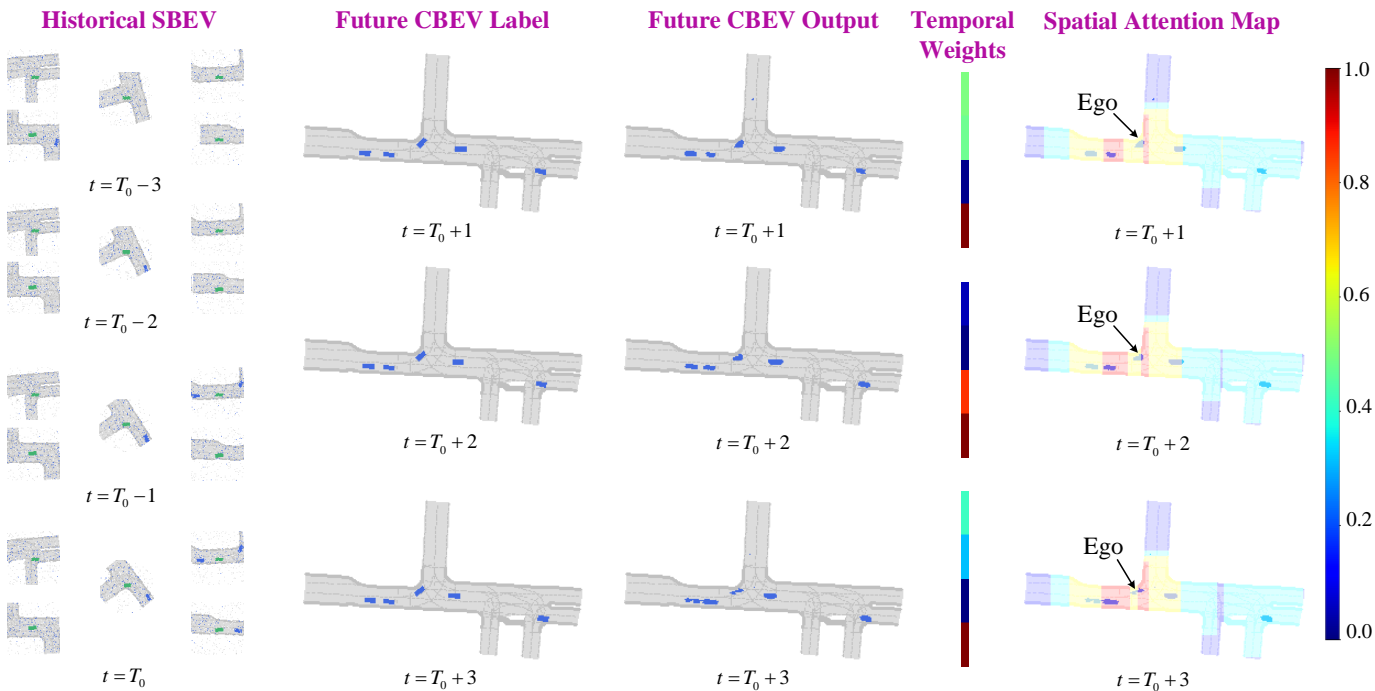 Historical SBEV
Future CBEV Label
Future CBEV Output
Temporal
Weights
Spatial Attention Map
t = T₀ − 3
t = T₀ − 2
t = T₀ − 1
t = T₀
t = T₀ + 1
t = T₀ + 2
t = T₀ + 3
t = T₀ + 1
t = T₀ + 2
t = T₀ + 3
Ego
t = T₀ + 1
Ego
t = T₀ + 2
Ego
t = T₀ + 3
1.0
0.8
0.6
0.4
0.2
0.0